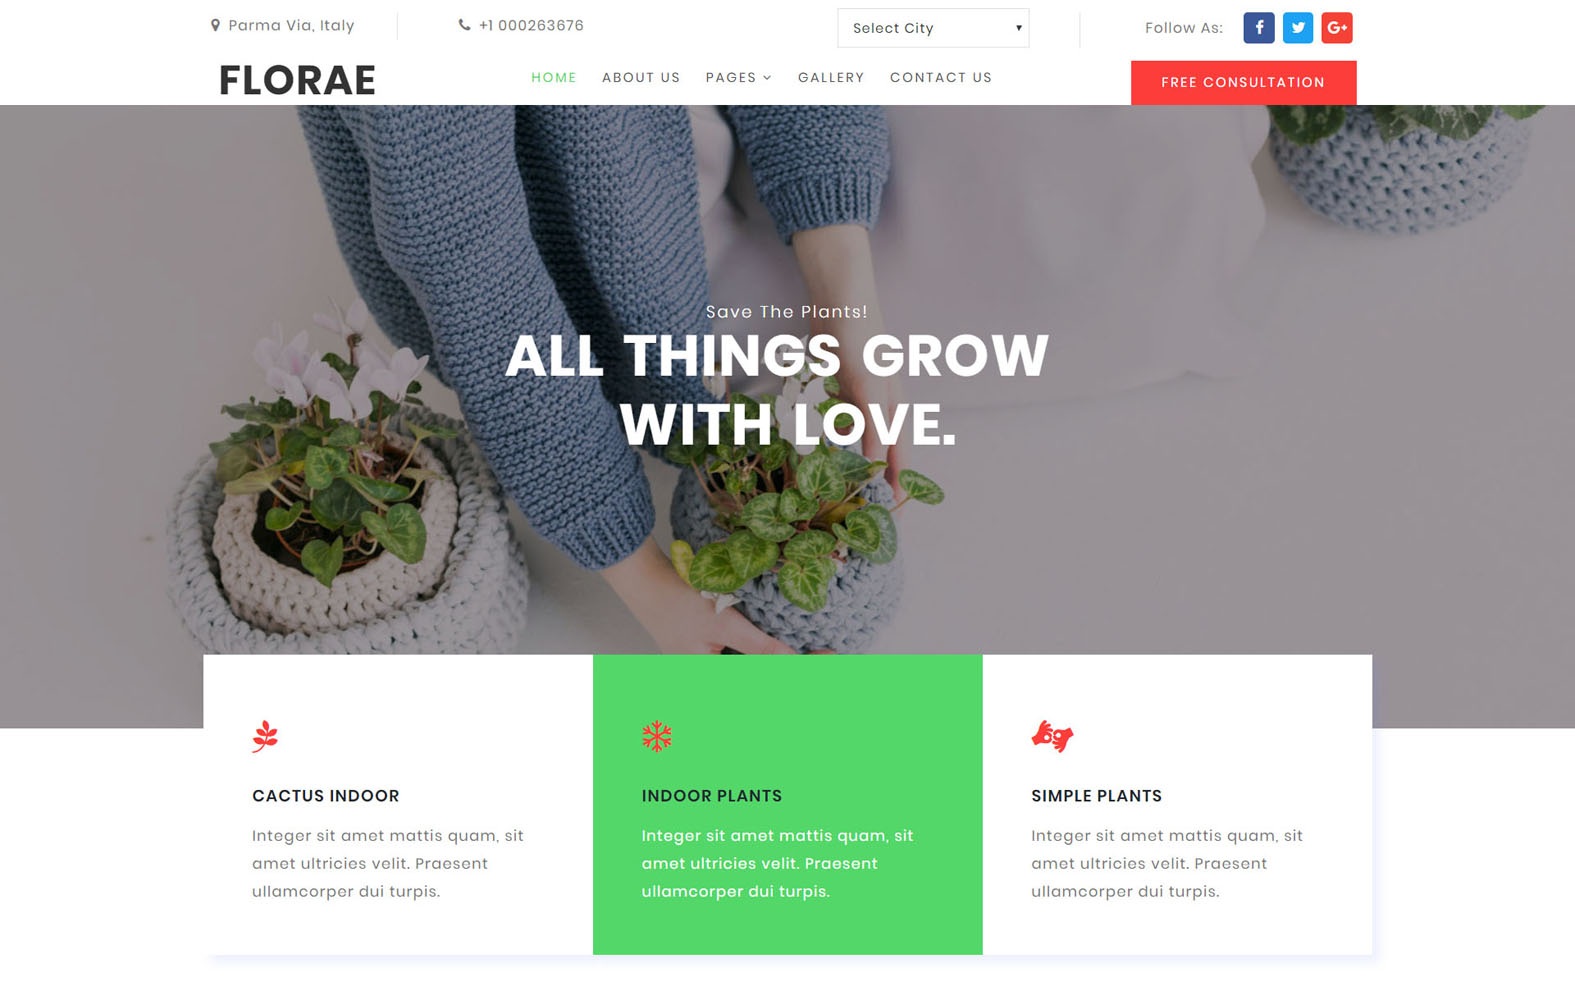 Parma Via, Italy
+1 000263676
Select City
Follow As:
FLORAE
HOME ABOUT US PAGES GALLERY CONTACT US
FREE CONSULTATION
Save The Plants!
ALL THINGS GROW
WITH LOVE.
CACTUS INDOOR
Integer sit amet mattis quam, sit
amet ultricies velit. Praesent
ullamcorper dui turpis.
INDOOR PLANTS
Integer sit amet mattis quam, sit
amet ultricies velit. Praesent
ullamcorper dui turpis.
SIMPLE PLANTS
Integer sit amet mattis quam, sit
amet ultricies velit. Praesent
ullamcorper dui turpis.